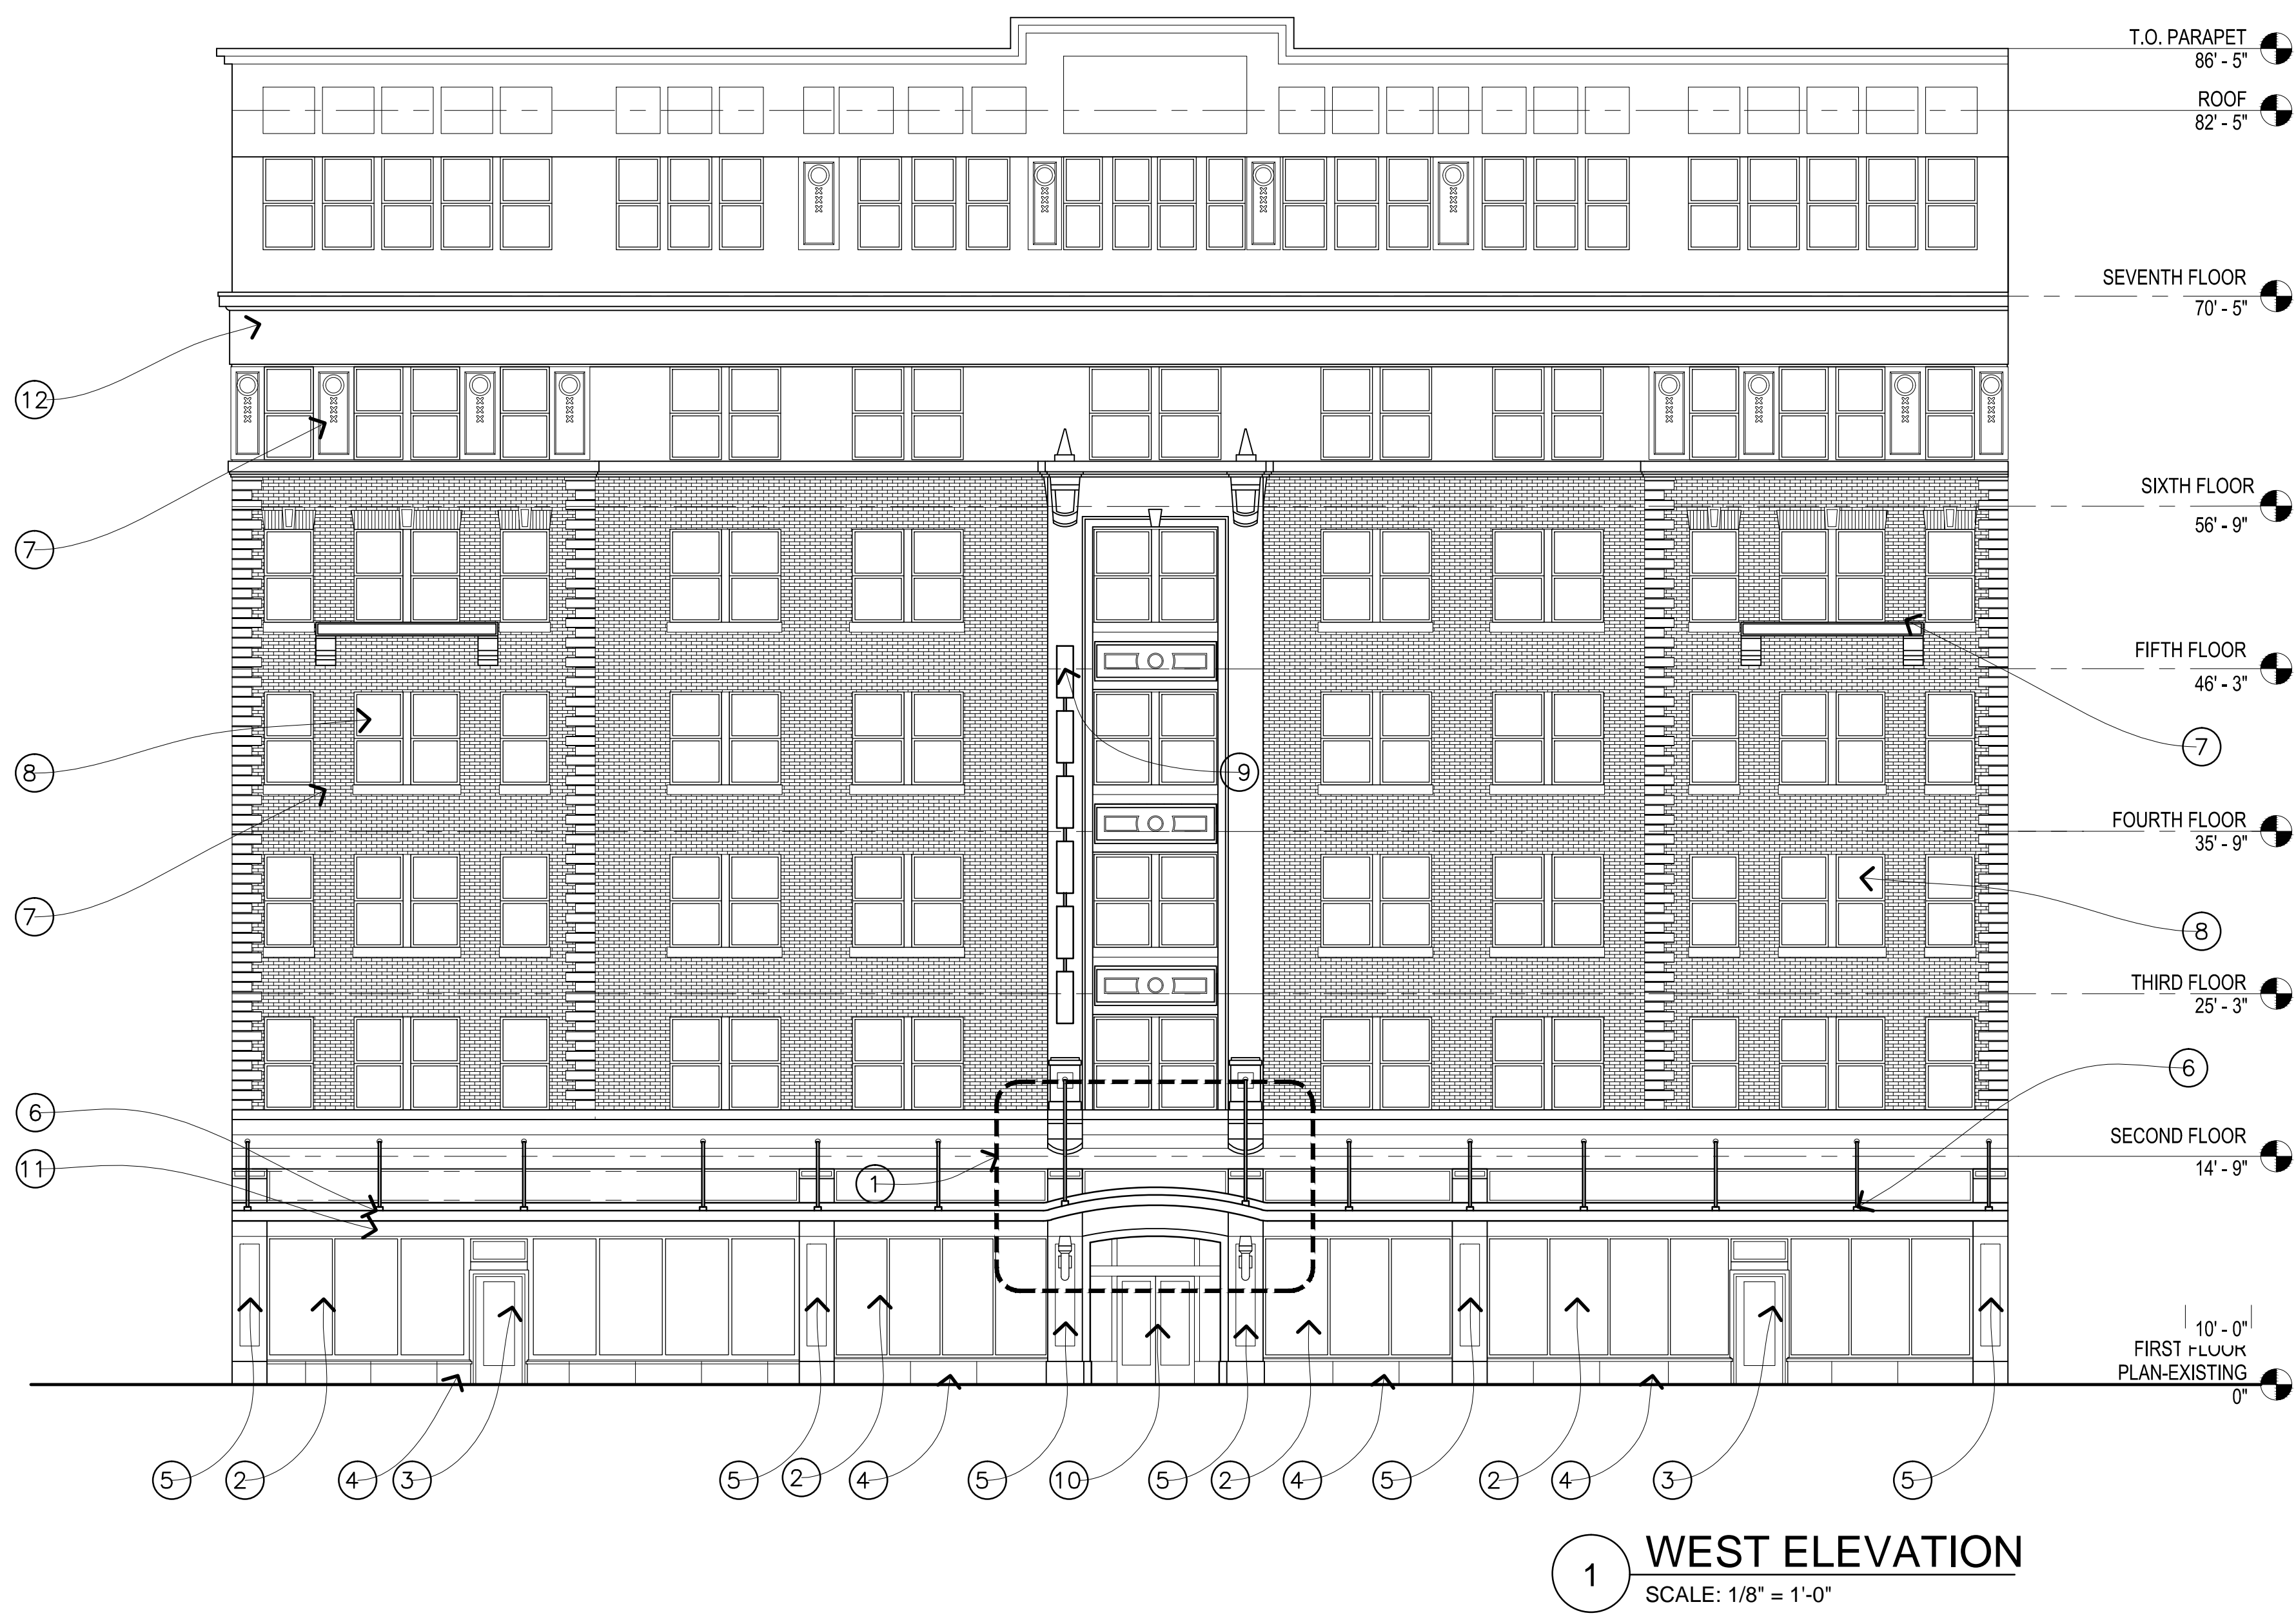 T.O. PARAPET
86' - 5"
ROOF
82' - 5"
SEVENTH FLOOR
70' - 5"
12
7
SIXTH FLOOR
56' - 9"
FIFTH FLOOR
46' - 3"
7
8
9
FOURTH FLOOR
35' - 9"
7
8
THIRD FLOOR
25' - 3"
6
6
SECOND FLOOR
14' - 9"
11
1
10' - 0"
FIRST FLOOR
PLAN-EXISTING
0"
5 2 4 3 5 2 4 5 10 5 2 4 5 2 4 3 5
1 WEST ELEVATION
SCALE: 1/8" = 1'-0"